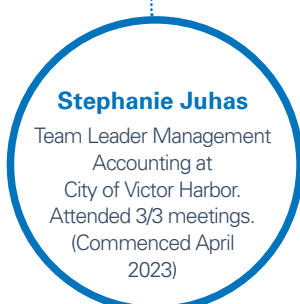 Stephanie Juhas
Team Leader Management
Accounting at
City of Victor Harbor.
Attended 3/3 meetings.
(Commenced April
2023)